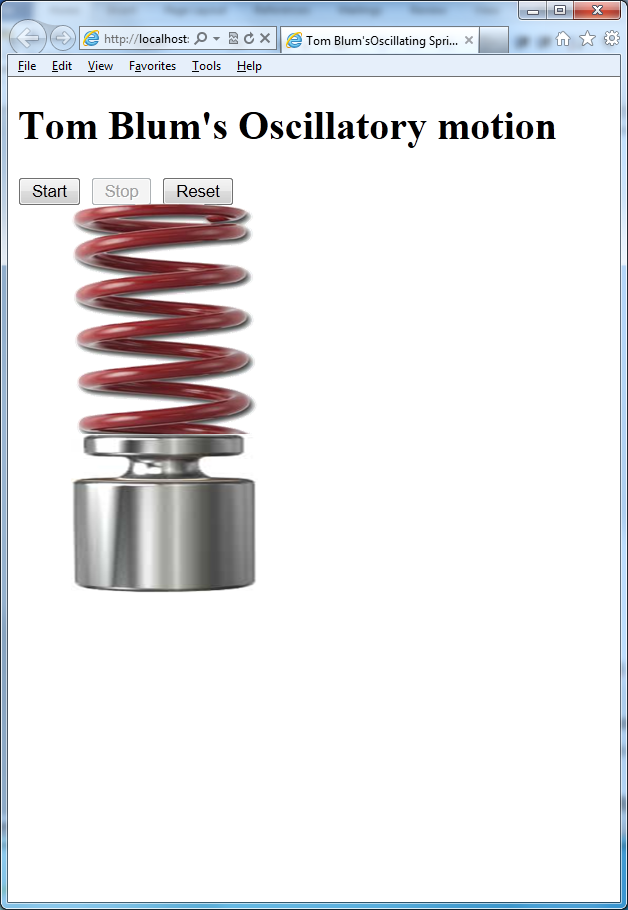 http://localhost:
Tom Blum'sOscillating Spri...
File Edit View Favorites Tools Help
Tom Blum's Oscillatory motion
Start Stop Reset